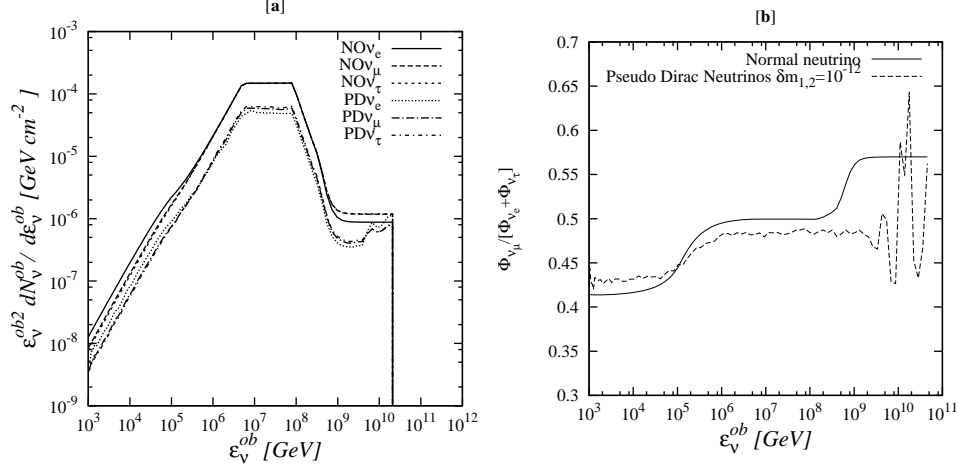 [a]
10^-3
10^-4
10^-5
10^-6
10^-7
10^-8
10^-9
10^3 10^4 10^5 10^6 10^7 10^8 10^9 10^10 10^11 10^12
ε_ν^ob [GeV]
ε_ν^ob2 dN_ν^ob / dε_ν^ob [GeV cm^-2]
NOν_e
NOν_μ
NOν_τ
PDν_e
PDν_μ
PDν_τ
[b]
0.7
0.65
0.6
0.55
0.5
0.45
0.4
0.35
0.3
10^3 10^4 10^5 10^6 10^7 10^8 10^9 10^10 10^11
ε_ν^ob [GeV]
Φ_ν_μ/[Φ_ν_e+Φ_ν_τ]
Normal neutrino
Pseudo Dirac Neutrinos δm_1,2=10^-12